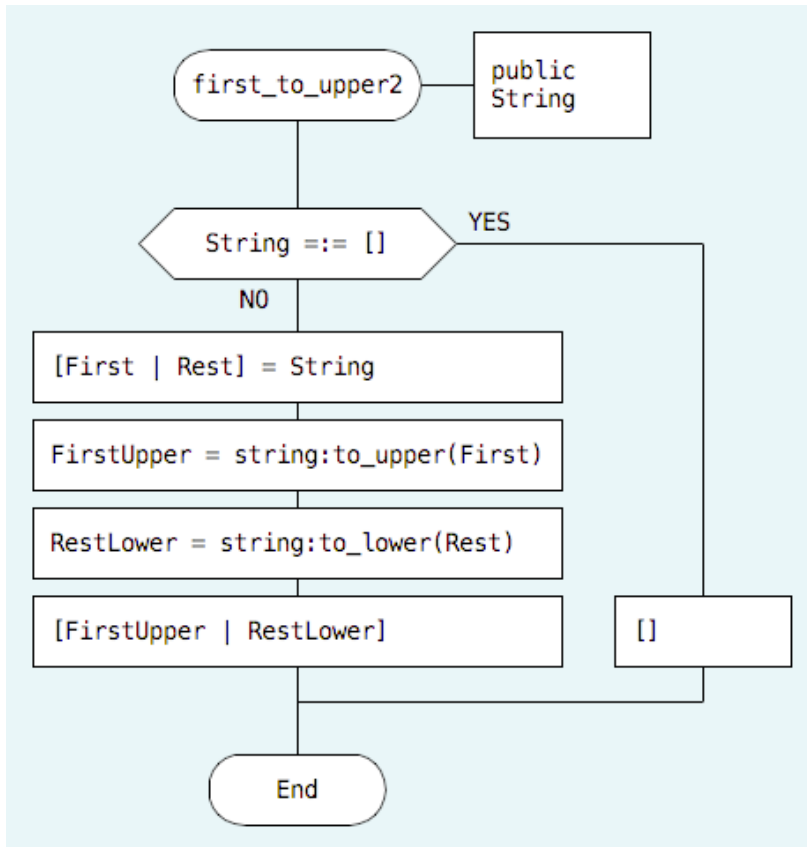 first_to_upper2
public
String
String =:= []
YES
NO
[First | Rest] = String
FirstUpper = string:to_upper(First)
RestLower = string:to_lower(Rest)
[FirstUpper | RestLower]
[]
End